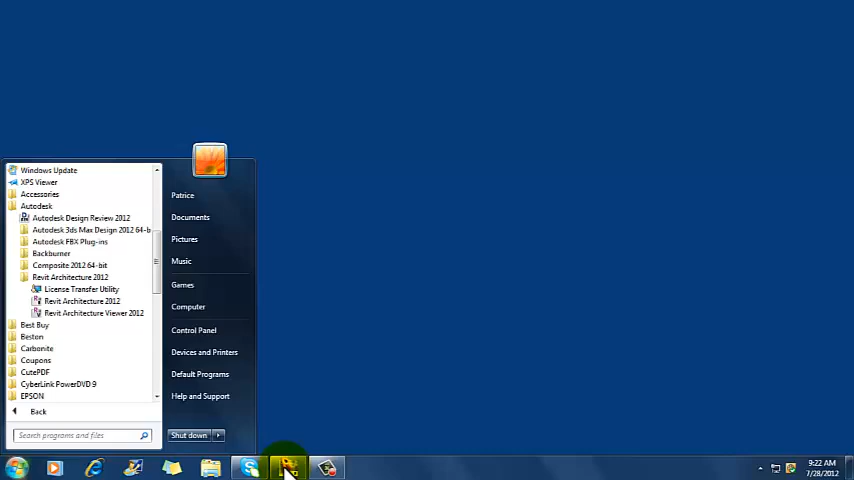 Windows Update
XPS Viewer
Accessories
Autodesk
Autodesk Design Review 2012
Autodesk 3ds Max Design 2012 64-b
Autodesk FBX Plug-ins
Backburner
Composite 2012 64-bit
Revit Architecture 2012
License Transfer Utility
Revit Architecture 2012
Revit Architecture Viewer 2012
Best Buy
Beston
Carbonite
Coupons
CutePDF
CyberLink PowerDVD 9
EPSON
Back
Search programs and files
Patrice
Documents
Pictures
Music
Games
Computer
Control Panel
Devices and Printers
Default Programs
Help and Support
Shut down
9:22 AM
7/28/2012